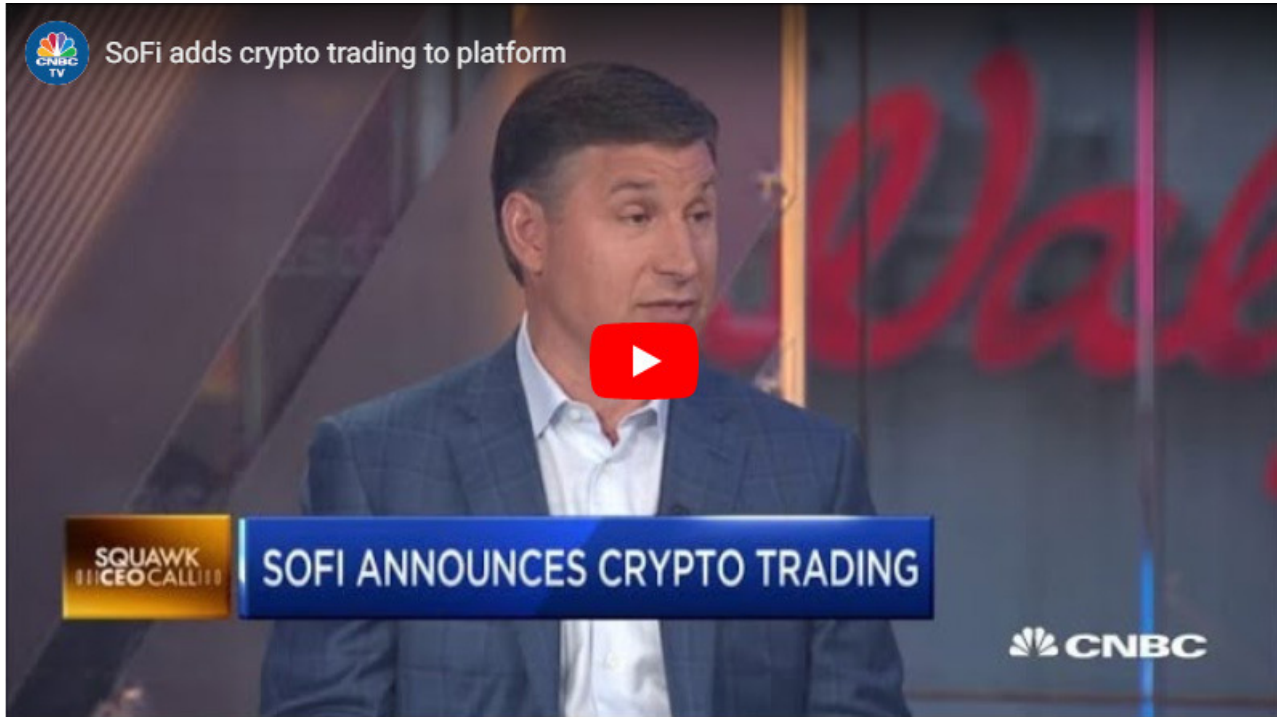 SoFi adds crypto trading to platform
CNBC
TV
SQUAWK
CEO CALL
SOFI ANNOUNCES CRYPTO TRADING
CNBC